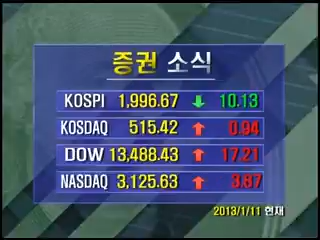 증권 소식
KOSPI 1,996.67 ↓ 10.13
KOSDAQ 515.42 ↑ 0.94
DOW 13,488.43 ↑ 17.21
NASDAQ 3,125.63 ↑ 3.87
2013/1/11 현재